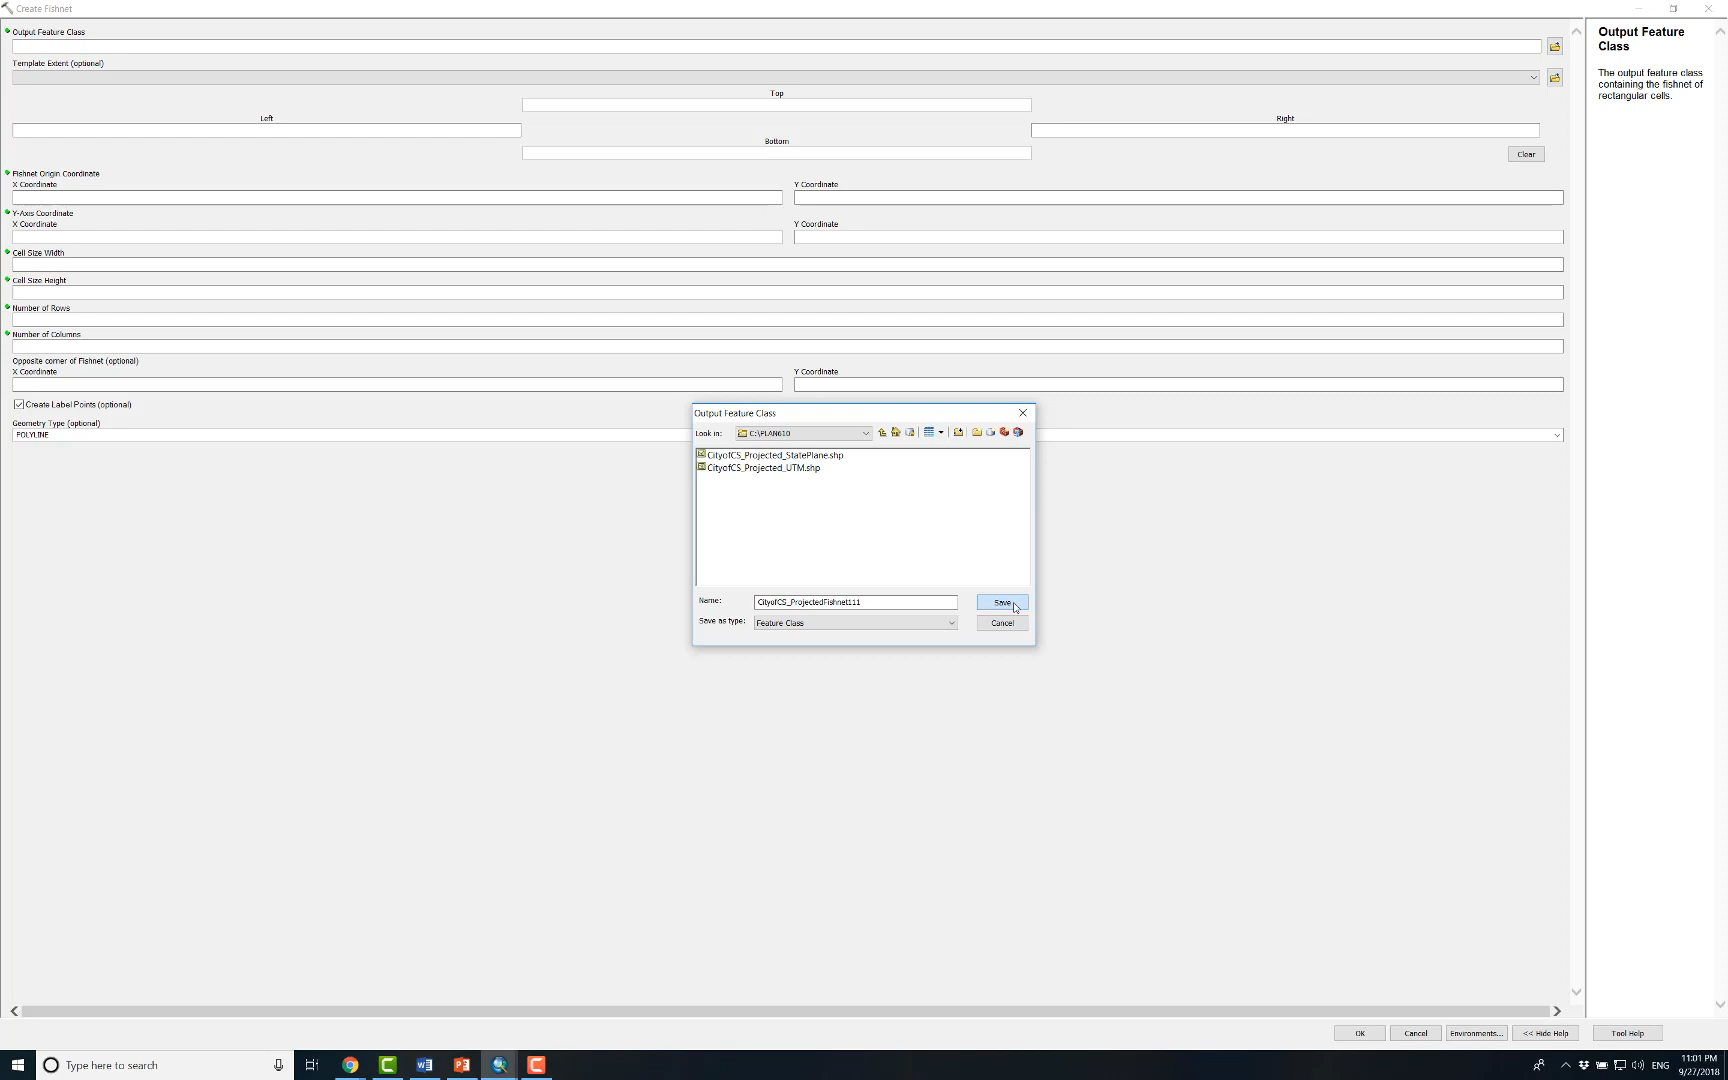 Create Fishnet
Output Feature Class
Template Extent (optional)
Top
Left
Right
Bottom
Clear
Fishnet Origin Coordinate
X Coordinate
Y Coordinate
Y-Axis Coordinate
X Coordinate
Y Coordinate
Cell Size Width
Cell Size Height
Number of Rows
Number of Columns
Opposite corner of Fishnet (optional)
X Coordinate
Y Coordinate
Create Label Points (optional)
Geometry Type (optional)
POLYLINE
Output Feature Class
Look in:
C:\PLAN610
CityofCS_Projected_StatePlane.shp
CityofCS_Projected_UTM.shp
Name:
CityofCS_ProjectedFishnet111
Save
Save as type:
Feature Class
Cancel
Output Feature
Class
The output feature class
containing the fishnet of
rectangular cells.
OK
Cancel
Environments...
<< Hide Help
Tool Help
Type here to search
ENG
11:01 PM
9/27/2018